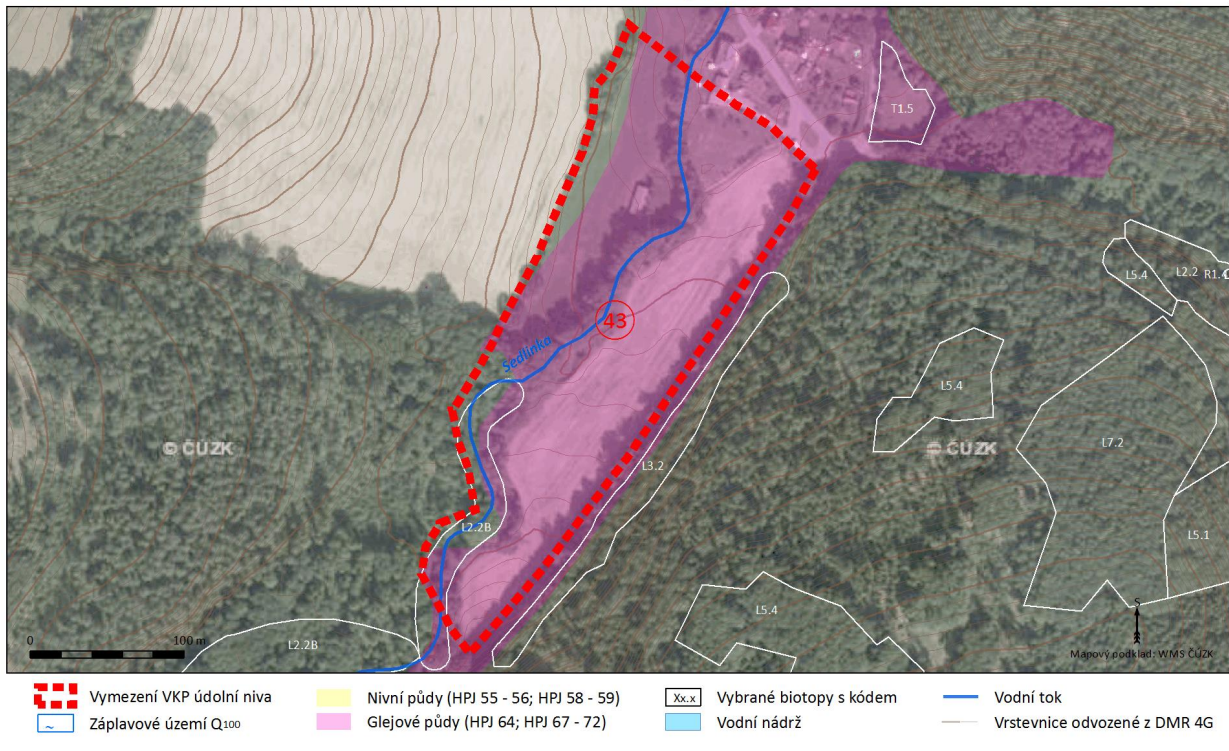 T1.5
L5.4
L2.2
R1.4
43
Sedlinka
L5.4
© ČÚZK
© ČÚZK
L7.2
L3.2
L2.2B
L5.1
L5.4
S
0
100 m
L2.2B
Mapový podklad: WMS ČÚZK
Vymezení VKP údolní niva
Nivní půdy (HPJ 55 - 56; HPJ 58 - 59)
Xx.x
Vybrané biotopy s kódem
Vodní tok
Záplavové území Q100
Glejové půdy (HPJ 64; HPJ 67 - 72)
Vodní nádrž
Vrstevnice odvozené z DMR 4G